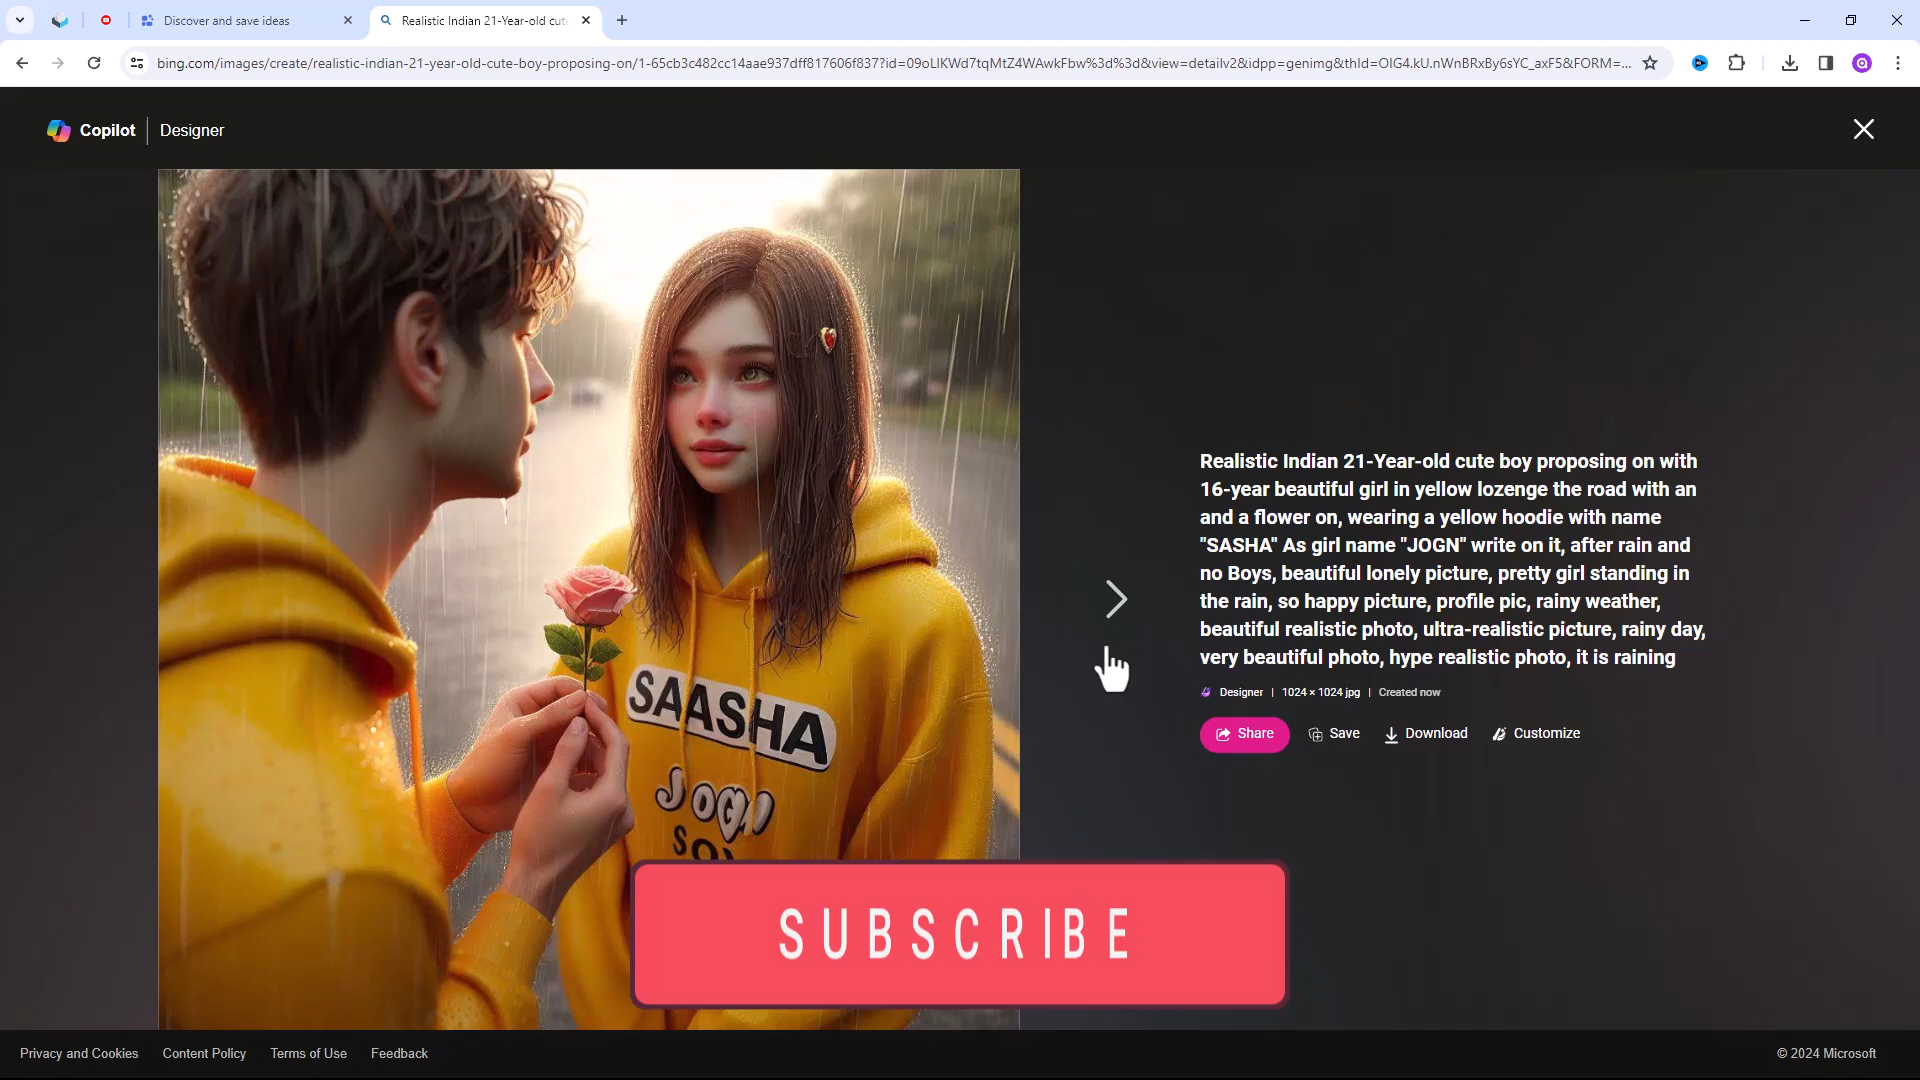 Discover and save ideas
Realistic Indian 21-Year-old cut
bing.com/images/create/realistic-indian-21-year-old-cute-boy-proposing-on/1-65cb3c482cc14aae937dff817606f837?id=09oLIKWd7tqMtZ4WAwkFbw%3d%3d&view=detailv2&idpp=genimg&thId=OIG4.kU.nWnBRxBy6sYC_axF5&FORM=...
Copilot | Designer
SAASHA
JOGN
Realistic Indian 21-Year-old cute boy proposing on with
16-year beautiful girl in yellow lozenge the road with an
and a flower on, wearing a yellow hoodie with name
"SASHA" As girl name "JOGN" write on it, after rain and
no Boys, beautiful lonely picture, pretty girl standing in
the rain, so happy picture, profile pic, rainy weather,
beautiful realistic photo, ultra-realistic picture, rainy day,
very beautiful photo, hype realistic photo, it is raining
Designer | 1024 × 1024 jpg | Created now
Share Save Download Customize
SUBSCRIBE
Privacy and Cookies Content Policy Terms of Use Feedback
© 2024 Microsoft